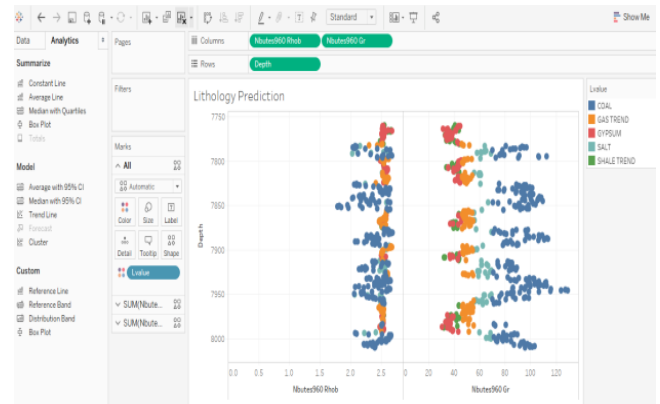 Standard
Show Me
Data
Analytics
Pages
Columns
Nbutes960 Rhob
Nbutes960 Gr
Rows
Depth
Summarize
Constant Line
Average Line
Median with Quartiles
Box Plot
Totals
Model
Average with 95% CI
Median with 95% CI
Trend Line
Forecast
Cluster
Custom
Reference Line
Reference Band
Distribution Band
Box Plot
Filters
Marks
All
Automatic
Color
Size
Label
Detail
Tooltip
Shape
Lvalue
SUM(Nbute...
SUM(Nbute...
Lithology Prediction
Depth
7750
7800
7850
7900
7950
8000
0.0 0.5 1.0 1.5 2.0 2.5
0 20 40 60 80 100 120
Nbutes960 Rhob
Nbutes960 Gr
Lvalue
COAL
GAS TREND
GYPSUM
SALT
SHALE TREND